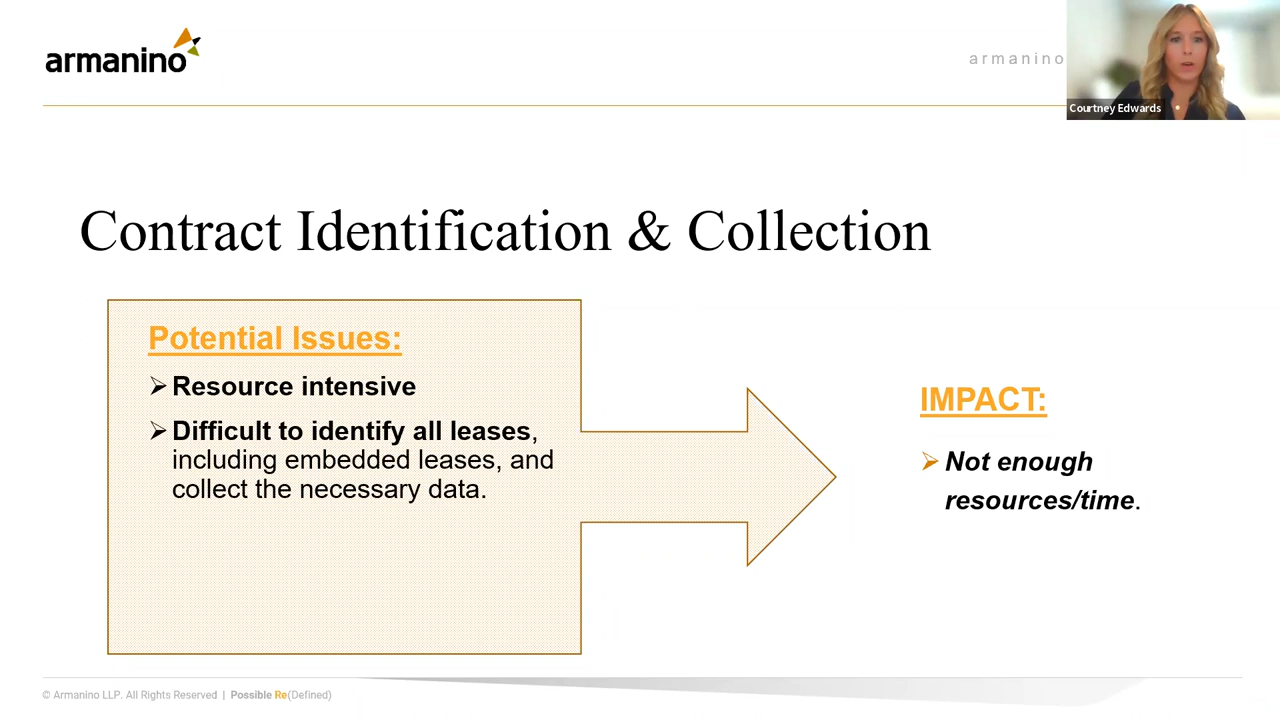 armanino
armanino
Courtney Edwards
Contract Identification & Collection
Potential Issues:
➢ Resource intensive
➢ Difficult to identify all leases,
including embedded leases, and
collect the necessary data.
IMPACT:
➢ Not enough
resources/time.
© Armanino LLP. All Rights Reserved | Possible Re(Defined)